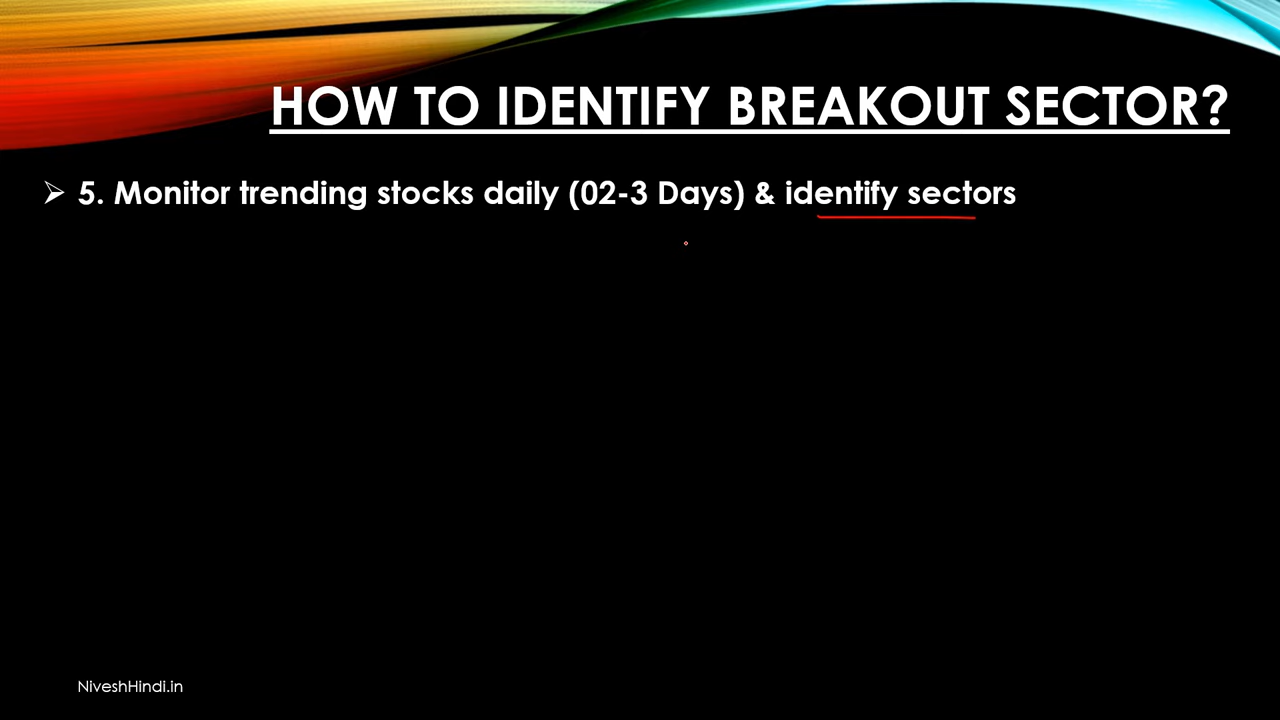 HOW TO IDENTIFY BREAKOUT SECTOR?
➢ 5. Monitor trending stocks daily (02-3 Days) & identify sectors
NiveshHindi.in